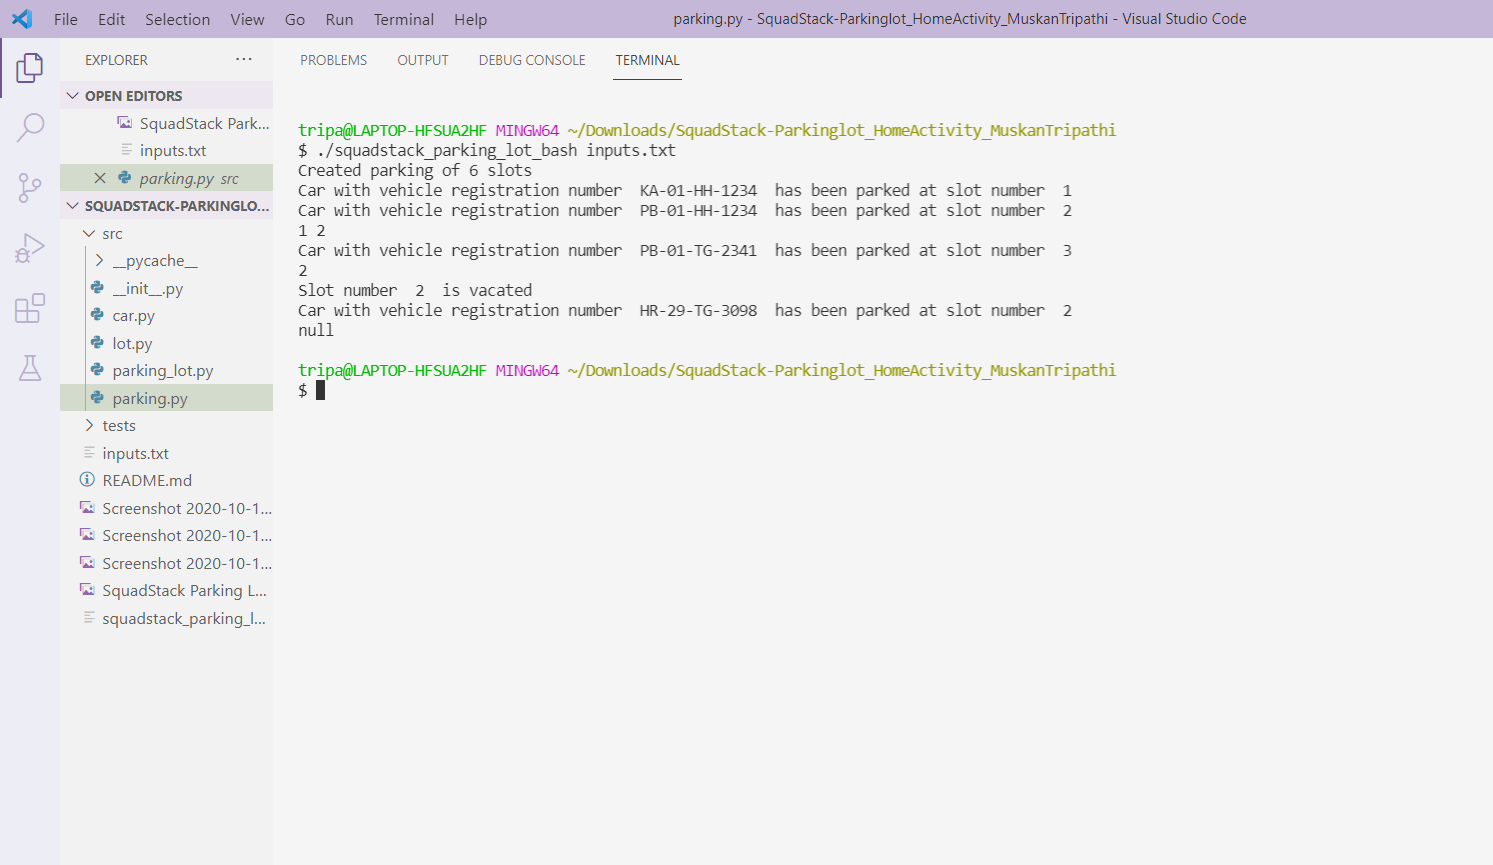 File Edit Selection View Go Run Terminal Help
parking.py - SquadStack-Parkinglot_HomeActivity_MuskanTripathi - Visual Studio Code
EXPLORER ...
OPEN EDITORS
SquadStack Park...
inputs.txt
parking.py src
SQUADSTACK-PARKINGLO...
src
__pycache__
__init__.py
car.py
lot.py
parking_lot.py
parking.py
tests
inputs.txt
README.md
Screenshot 2020-10-1...
Screenshot 2020-10-1...
Screenshot 2020-10-1...
SquadStack Parking L...
squadstack_parking_l...
PROBLEMS OUTPUT DEBUG CONSOLE TERMINAL
tripa@LAPTOP-HFSUA2HF MINGW64 ~/Downloads/SquadStack-Parkinglot_HomeActivity_MuskanTripathi
$ ./squadstack_parking_lot_bash inputs.txt
Created parking of 6 slots
Car with vehicle registration number  KA-01-HH-1234  has been parked at slot number  1
Car with vehicle registration number  PB-01-HH-1234  has been parked at slot number  2
1 2
Car with vehicle registration number  PB-01-TG-2341  has been parked at slot number  3
2
Slot number  2  is vacated
Car with vehicle registration number  HR-29-TG-3098  has been parked at slot number  2
null
tripa@LAPTOP-HFSUA2HF MINGW64 ~/Downloads/SquadStack-Parkinglot_HomeActivity_MuskanTripathi
$